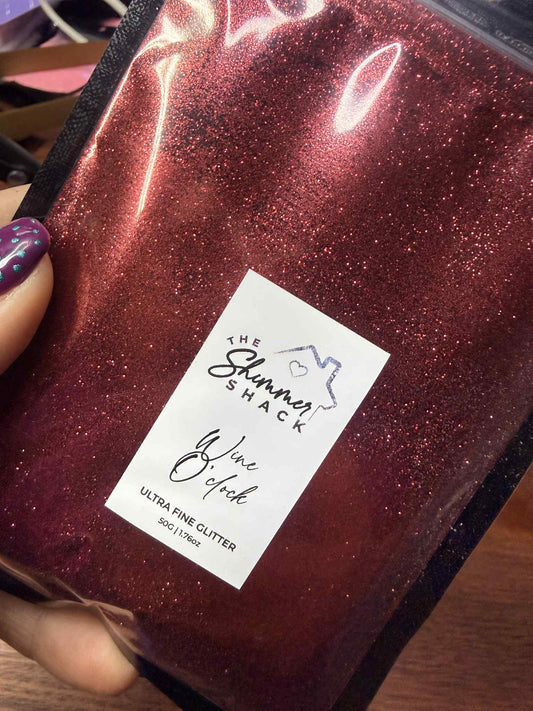 THE
Shimmer
SHACK
Wine
O'clock
ULTRA FINE GLITTER
50G | 1.76oz